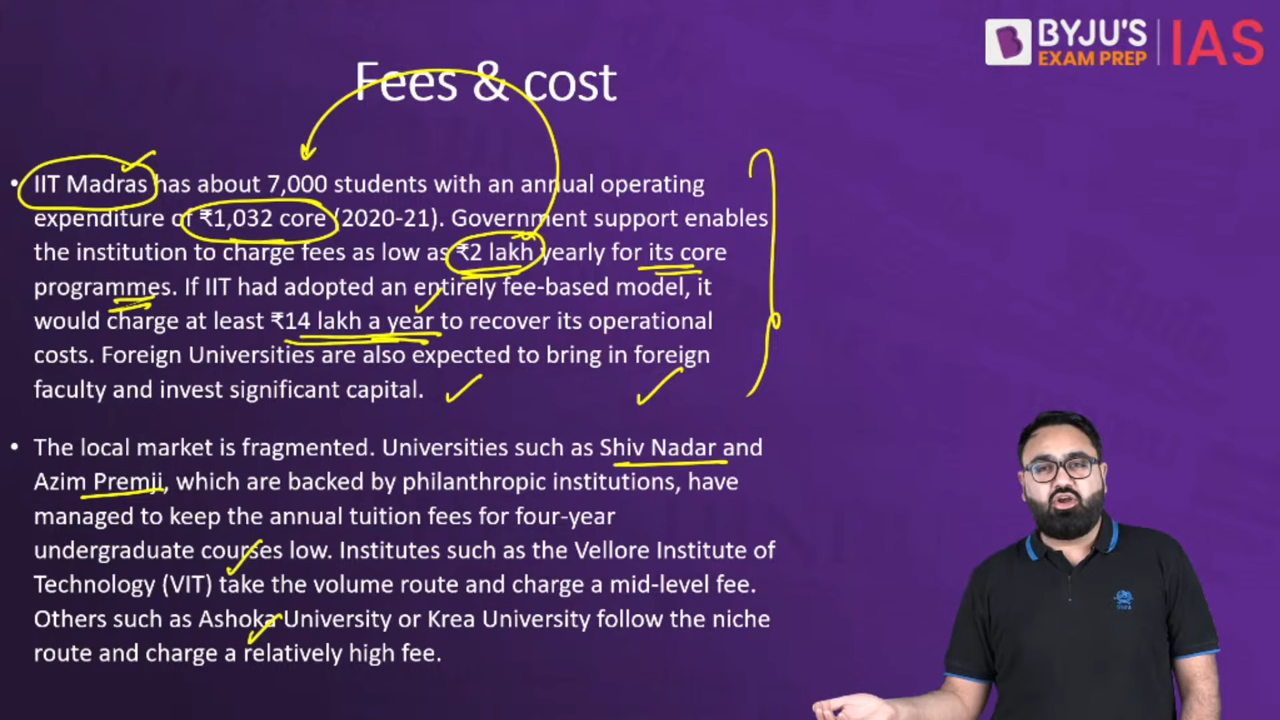 BYJU'S
EXAM PREP
IAS
Fees & cost
• IIT Madras has about 7,000 students with an annual operating
expenditure of ₹1,032 core (2020-21). Government support enables
the institution to charge fees as low as ₹2 lakh yearly for its core
programmes. If IIT had adopted an entirely fee-based model, it
would charge at least ₹14 lakh a year to recover its operational
costs. Foreign Universities are also expected to bring in foreign
faculty and invest significant capital.
• The local market is fragmented. Universities such as Shiv Nadar and
Azim Premji, which are backed by philanthropic institutions, have
managed to keep the annual tuition fees for four-year
undergraduate courses low. Institutes such as the Vellore Institute of
Technology (VIT) take the volume route and charge a mid-level fee.
Others such as Ashoka University or Krea University follow the niche
route and charge a relatively high fee.